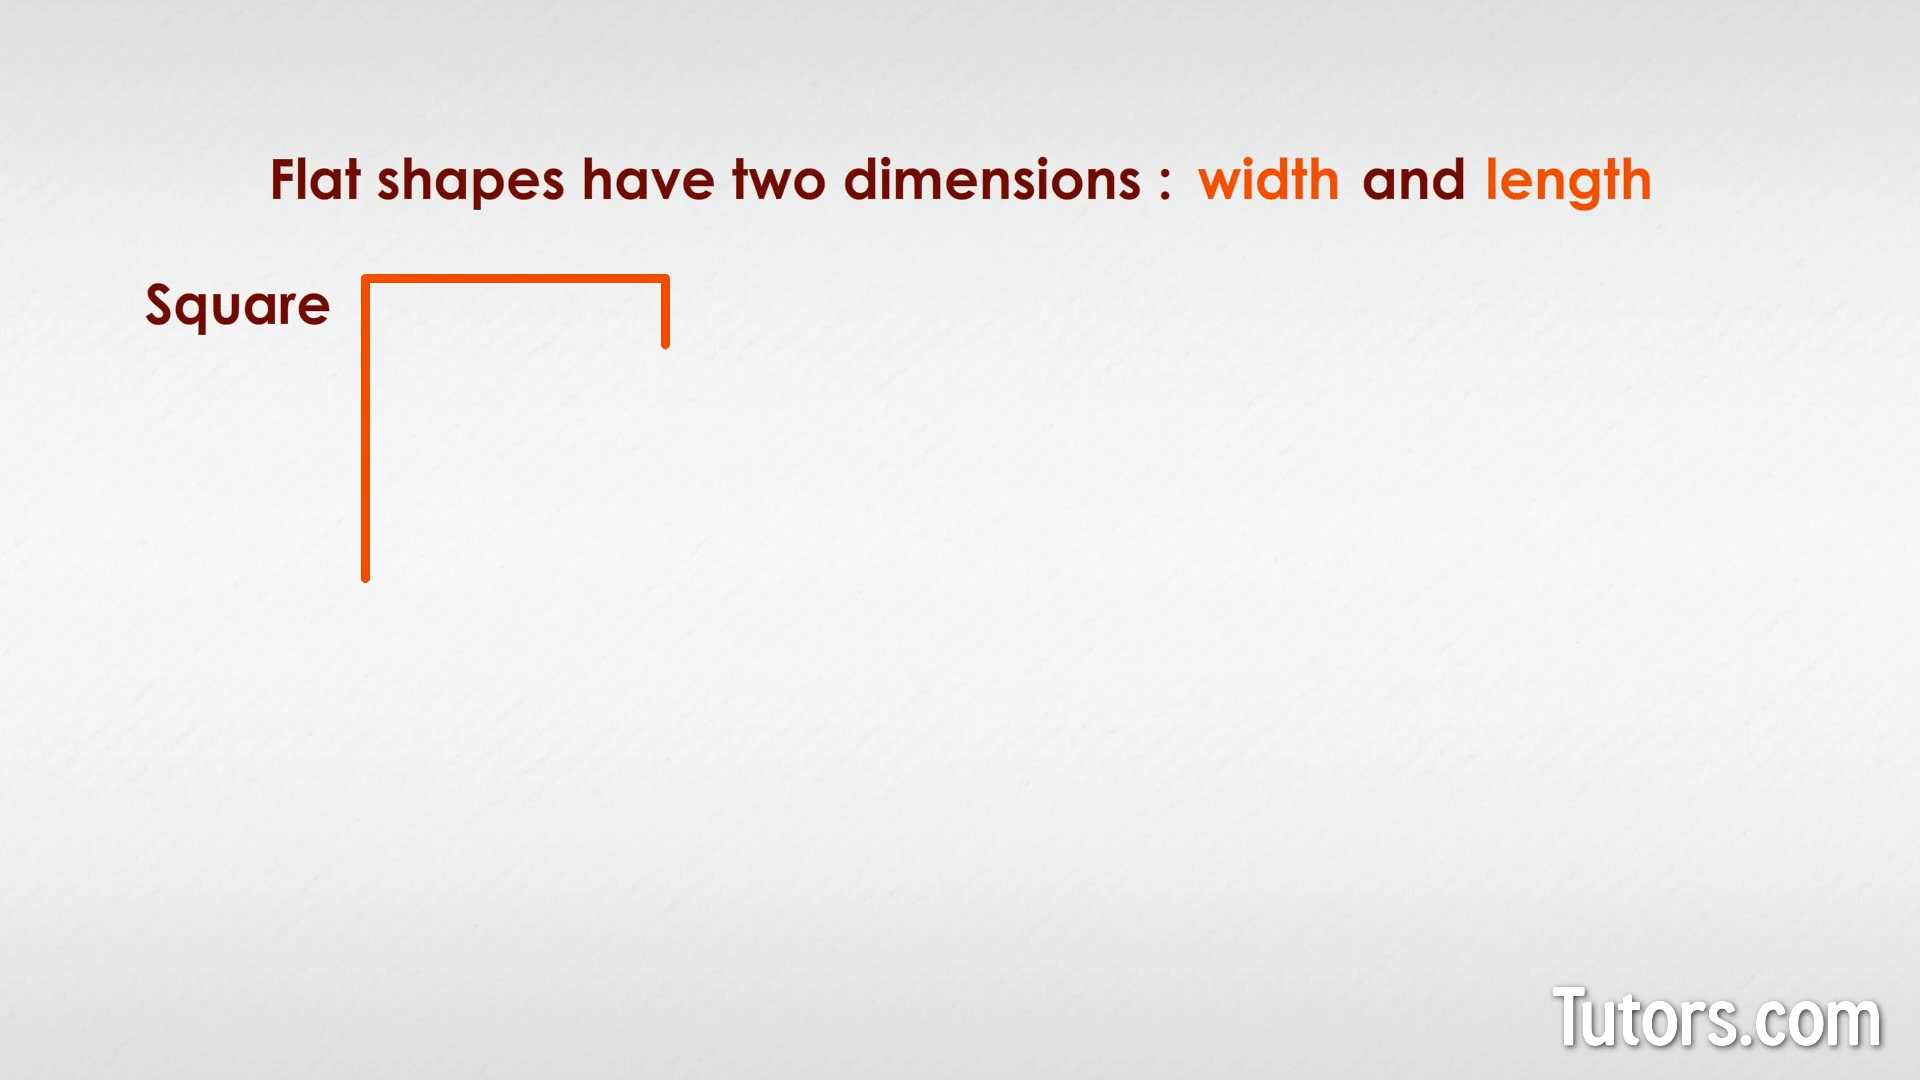 Flat shapes have two dimensions : width and length
Square
Tutors.com